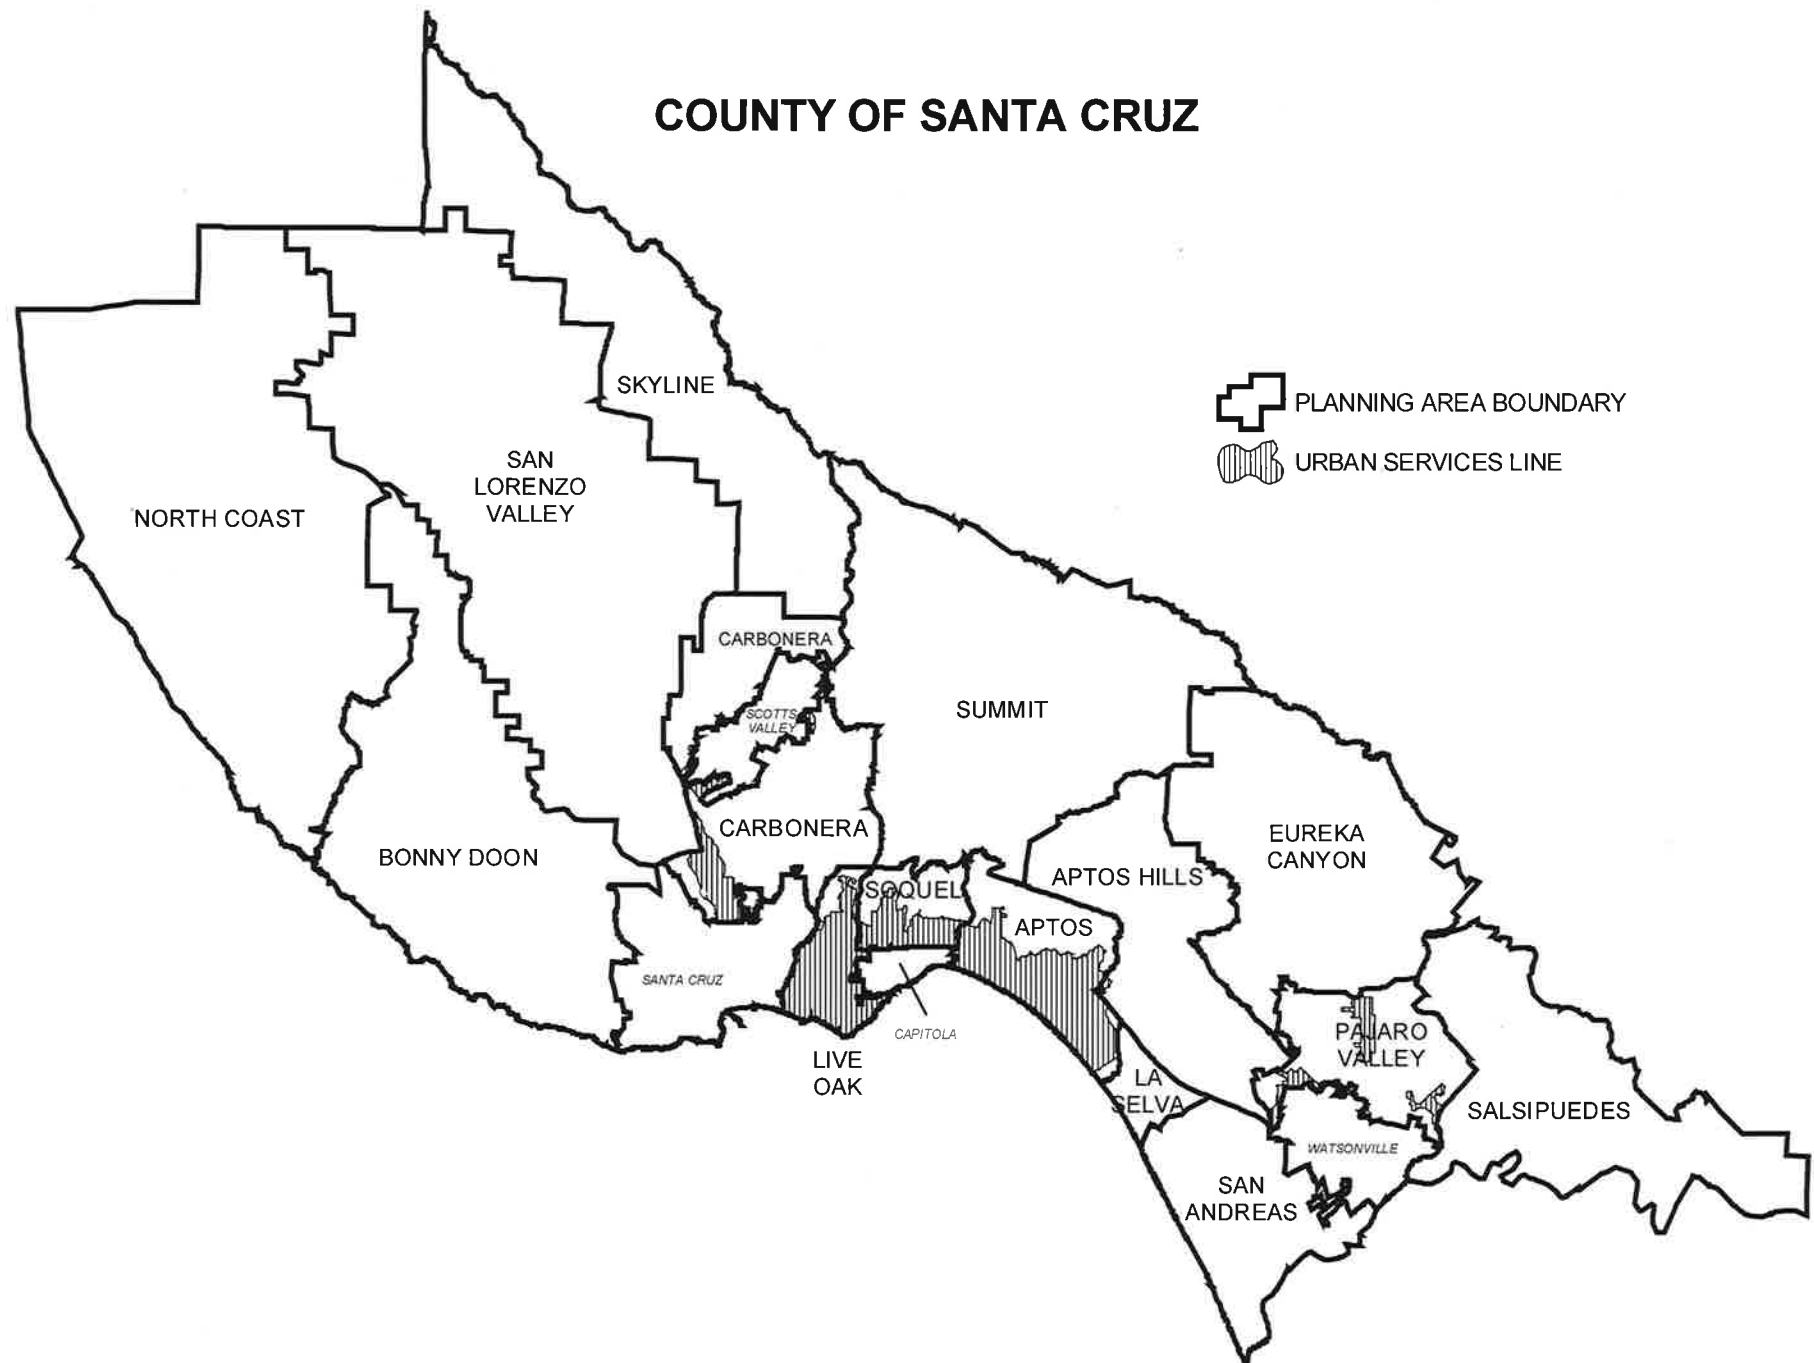 COUNTY OF SANTA CRUZ
SKYLINE
PLANNING AREA BOUNDARY
URBAN SERVICES LINE
SAN
LORENZO
VALLEY
NORTH COAST
CARBONERA
SCOTTS
VALLEY
SUMMIT
CARBONERA
EUREKA
CANYON
BONNY DOON
APTOS HILLS
SOQUEL
APTOS
SANTA CRUZ
CAPITOLA
LIVE
OAK
PAJARO
VALLEY
LA
SELVA
SALSIPUEDES
WATSONVILLE
SAN
ANDREAS